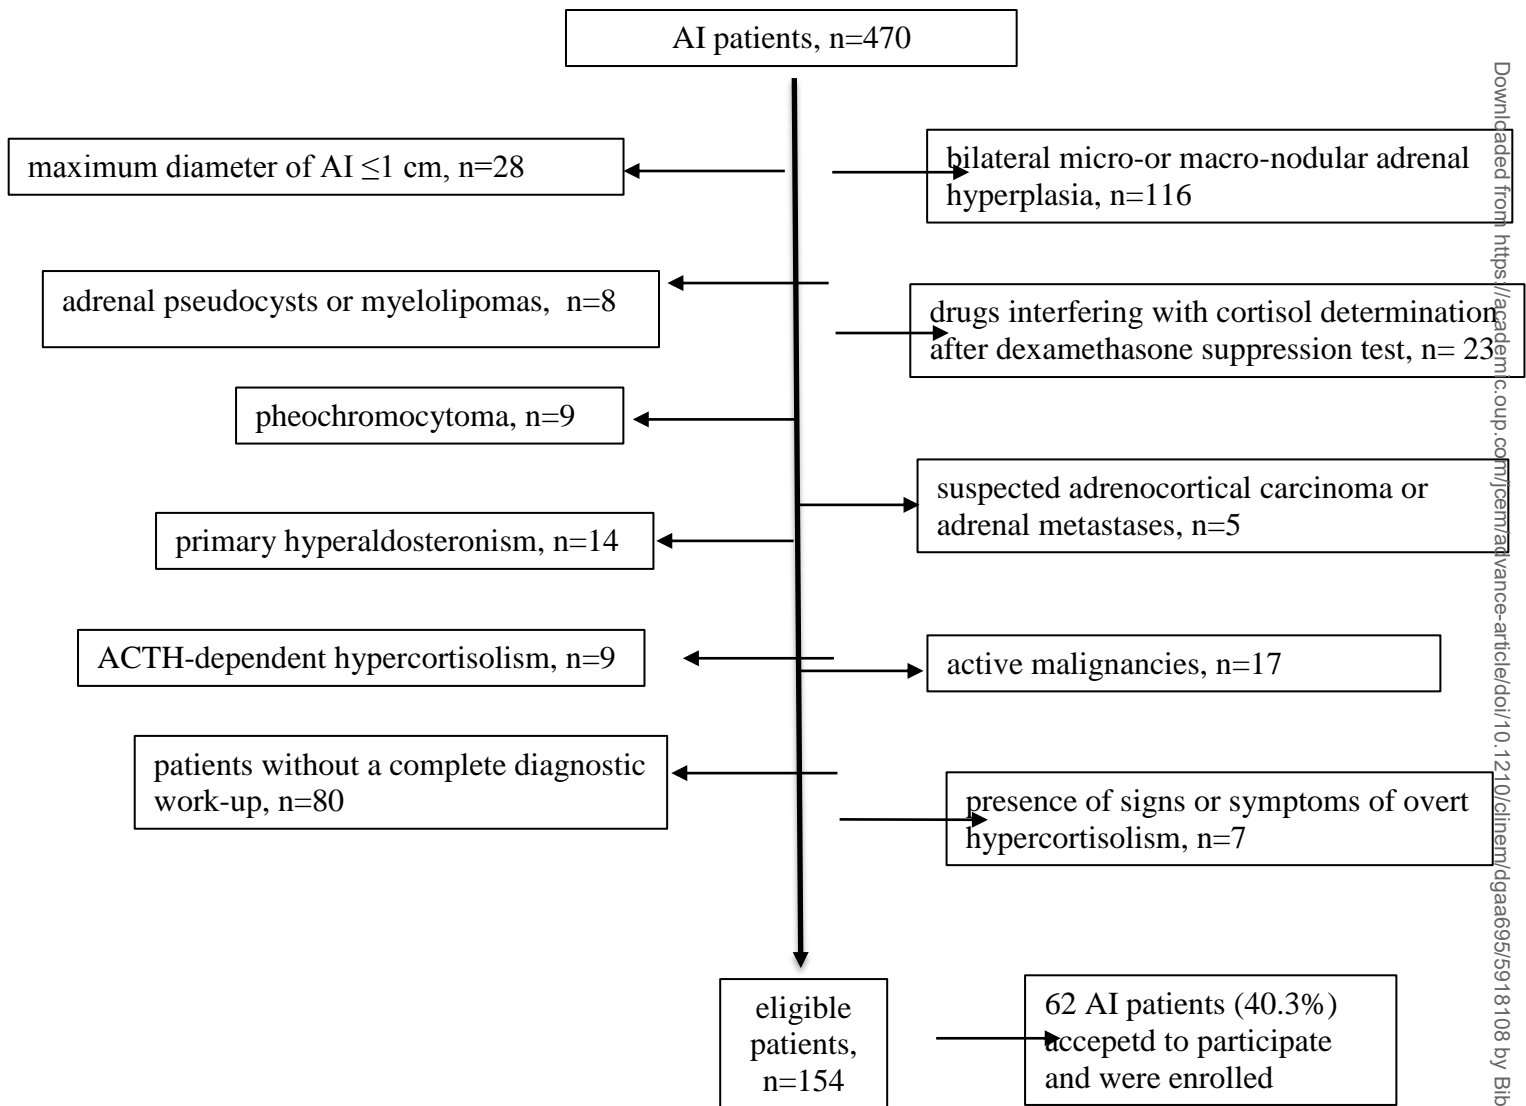 AI patients, n=470
maximum diameter of AI ≤1 cm, n=28
bilateral micro-or macro-nodular adrenal
hyperplasia, n=116
adrenal pseudocysts or myelolipomas,  n=8
drugs interfering with cortisol determination
after dexamethasone suppression test, n= 23
pheochromocytoma, n=9
suspected adrenocortical carcinoma or
adrenal metastases, n=5
primary hyperaldosteronism, n=14
ACTH-dependent hypercortisolism, n=9
active malignancies, n=17
patients without a complete diagnostic
work-up, n=80
presence of signs or symptoms of overt
hypercortisolism, n=7
eligible
patients,
n=154
62 AI patients (40.3%)
accepetd to participate
and were enrolled
Downloaded from https://academic.oup.com/jcem/advance-article/doi/10.1210/clinem/dgaa695/5918108 by Bib